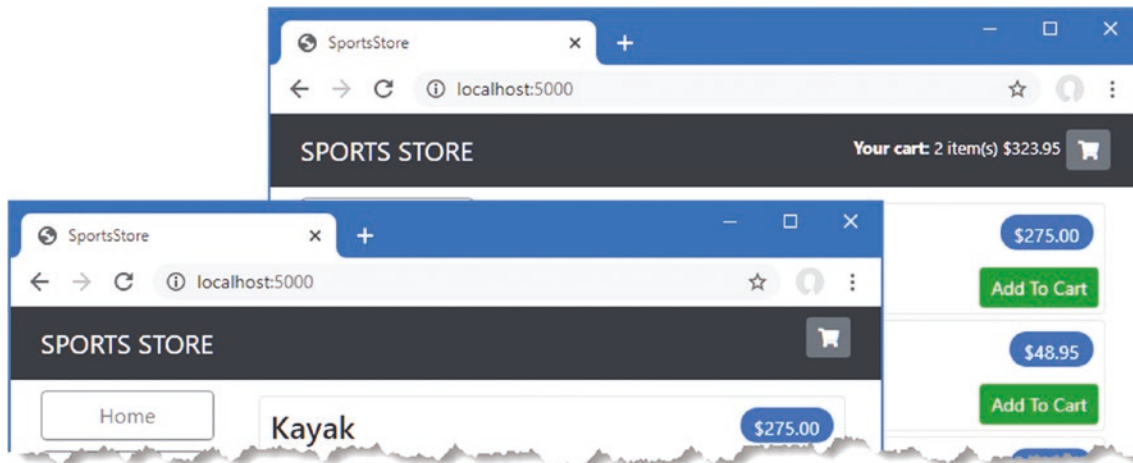 SportsStore
localhost:5000
SPORTS STORE
Your cart: 2 item(s) $323.95
$275.00
Add To Cart
$48.95
Add To Cart
SportsStore
localhost:5000
SPORTS STORE
Home
Kayak
$275.00